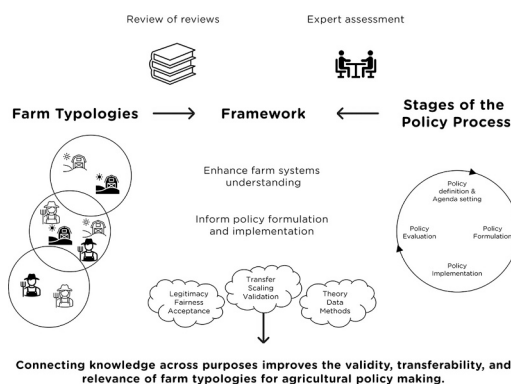 Review of reviews
Expert assessment
Farm Typologies
Framework
Stages of the
Policy Process
Enhance farm systems
understanding
Inform policy formulation
and implementation
Policy
definition &
Agenda setting
Policy
Evaluation
Policy
Formulation
Policy
Implementation
Legitimacy
Fairness
Acceptance
Transfer
Scaling
Validation
Theory
Data
Methods
Connecting knowledge across purposes improves the validity, transferability, and
relevance of farm typologies for agricultural policy making.